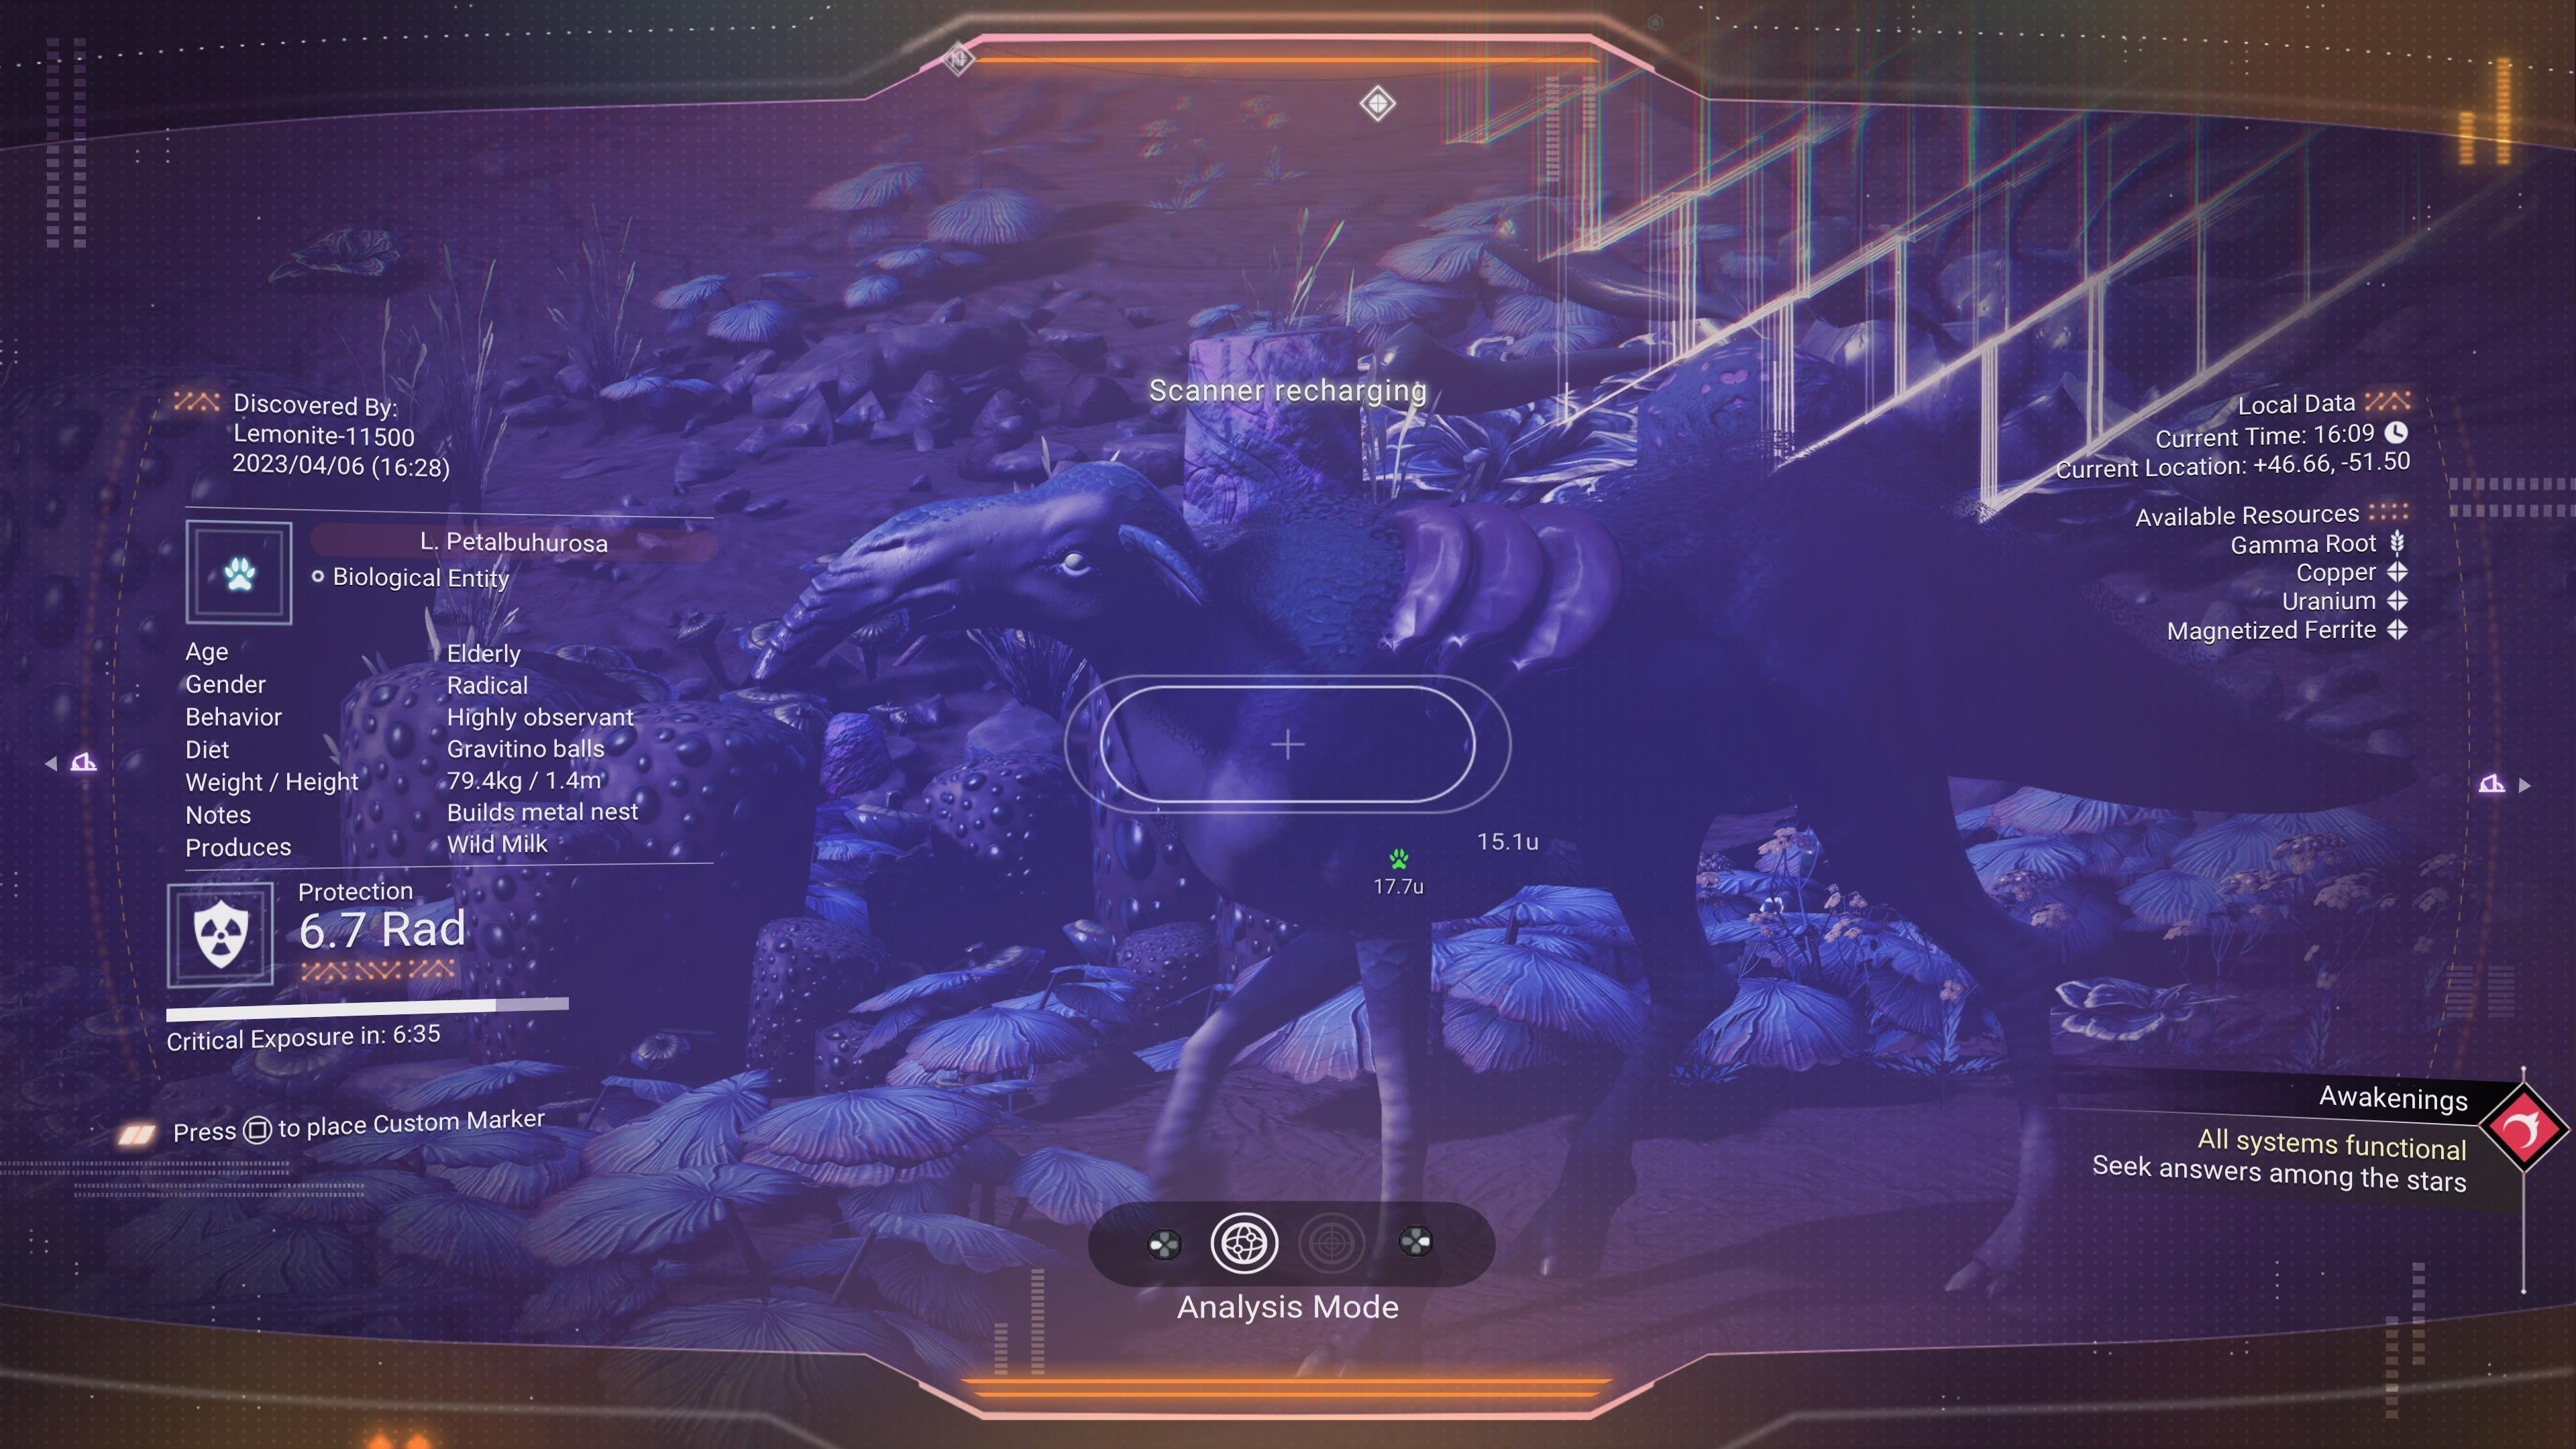 Scanner recharging
Discovered By:
Lemonite-11500
2023/04/06 (16:28)
L. Petalbuhurosa
Biological Entity
Age Elderly
Gender Radical
Behavior Highly observant
Diet Gravitino balls
Weight / Height 79.4kg / 1.4m
Notes Builds metal nest
Produces Wild Milk
Protection
6.7 Rad
Critical Exposure in: 6:35
Press to place Custom Marker
Local Data
Current Time: 16:09
Current Location: +46.66, -51.50
Available Resources
Gamma Root
Copper
Uranium
Magnetized Ferrite
15.1u
17.7u
Awakenings
All systems functional
Seek answers among the stars
Analysis Mode